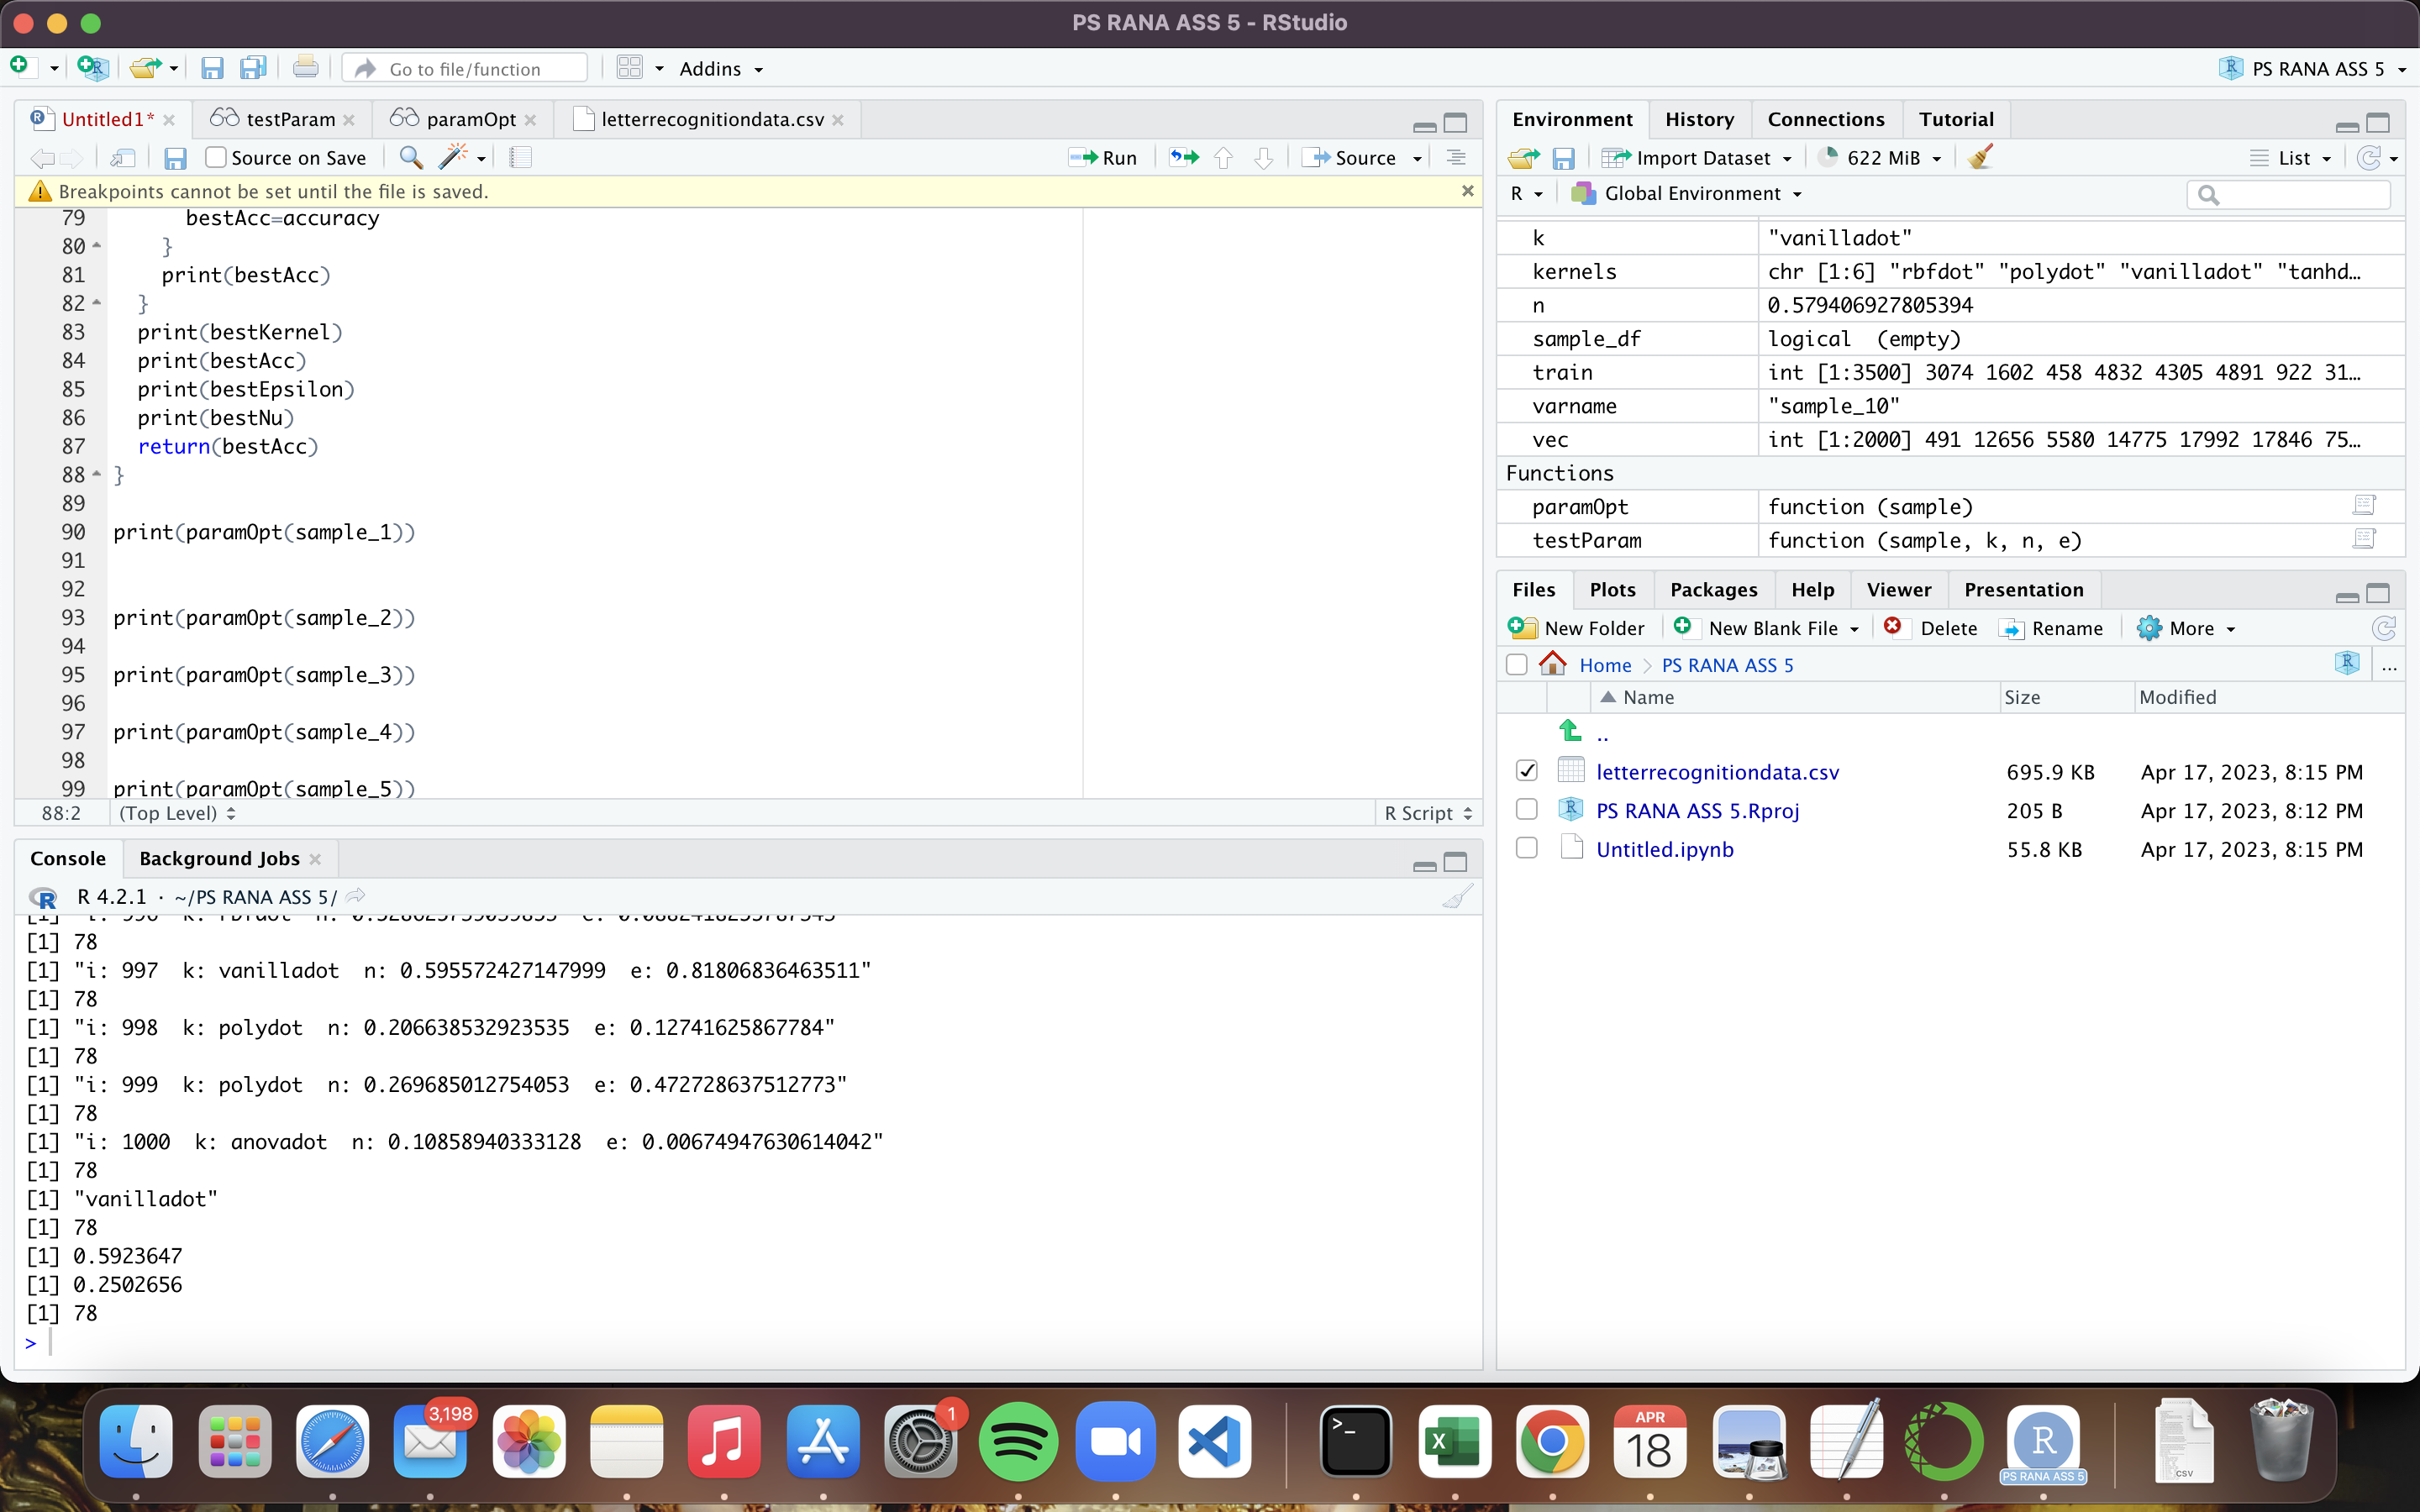 PS RANA ASS 5 - RStudio
Go to file/function
Addins
PS RANA ASS 5
Untitled1*
testParam
paramOpt
letterrecognitiondata.csv
Source on Save
Run
Source
Breakpoints cannot be set until the file is saved.
79 bestAcc=accuracy
80 }
81 print(bestAcc)
82 }
83 print(bestKernel)
84 print(bestAcc)
85 print(bestEpsilon)
86 print(bestNu)
87 return(bestAcc)
88 }
89
90 print(paramOpt(sample_1))
91
92
93 print(paramOpt(sample_2))
94
95 print(paramOpt(sample_3))
96
97 print(paramOpt(sample_4))
98
99 print(paramOpt(sample_5))
88:2 (Top Level) R Script
Console Background Jobs
R 4.2.1 · ~/PS RANA ASS 5/
[1] 78
[1] "i: 997 k: vanilladot n: 0.595572427147999 e: 0.81806836463511"
[1] 78
[1] "i: 998 k: polydot n: 0.206638532923535 e: 0.12741625867784"
[1] 78
[1] "i: 999 k: polydot n: 0.269685012754053 e: 0.472728637512773"
[1] 78
[1] "i: 1000 k: anovadot n: 0.10858940333128 e: 0.00674947630614042"
[1] 78
[1] "vanilladot"
[1] 78
[1] 0.5923647
[1] 0.2502656
[1] 78
>
Environment History Connections Tutorial
Import Dataset 622 MiB List
R Global Environment
k "vanilladot"
kernels chr [1:6] "rbfdot" "polydot" "vanilladot" "tanhd…
n 0.579406927805394
sample_df logical (empty)
train int [1:3500] 3074 1602 458 4832 4305 4891 922 31…
varname "sample_10"
vec int [1:2000] 491 12656 5580 14775 17992 17846 75…
Functions
paramOpt function (sample)
testParam function (sample, k, n, e)
Files Plots Packages Help Viewer Presentation
New Folder New Blank File Delete Rename More
Home PS RANA ASS 5 ...
Name Size Modified
..
letterrecognitiondata.csv 695.9 KB Apr 17, 2023, 8:15 PM
PS RANA ASS 5.Rproj 205 B Apr 17, 2023, 8:12 PM
Untitled.ipynb 55.8 KB Apr 17, 2023, 8:15 PM
3,198
1
>_
X
APR
18
R
PS RANA ASS 5
CSV